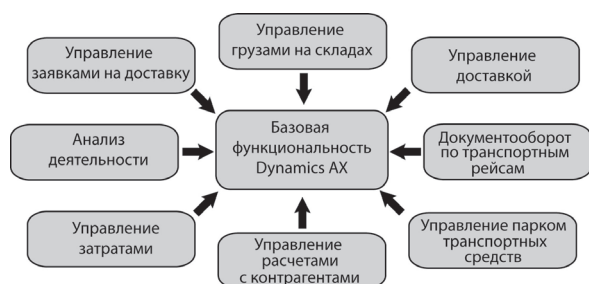 Управление
грузами на складах
Управление
заявками на доставку
Управление
доставкой
Базовая
функциональность
Dynamics AX
Анализ
деятельности
Документооборот
по транспортным
рейсам
Управление
затратами
Управление
расчетами
с контрагентами
Управление парком
транспортных
средств